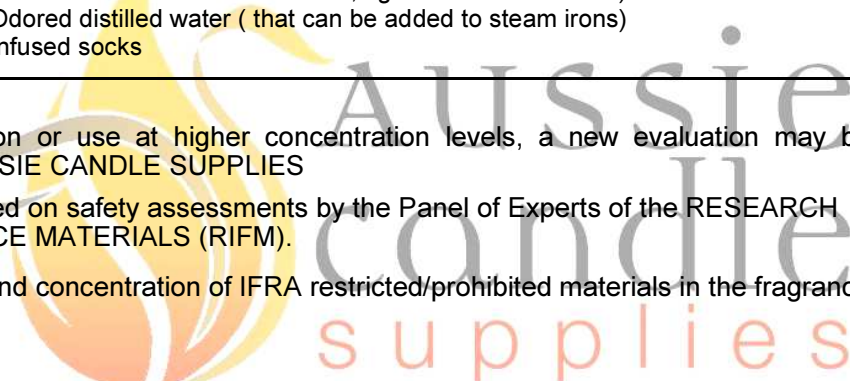 Odored distilled water ( that can be added to steam irons)
nfused socks
on or use at higher concentration levels, a new evaluation may b
SIE CANDLE SUPPLIES
ed on safety assessments by the Panel of Experts of the RESEARCH
CE MATERIALS (RIFM).
nd concentration of IFRA restricted/prohibited materials in the fragranc
Aussie
candle
supplies